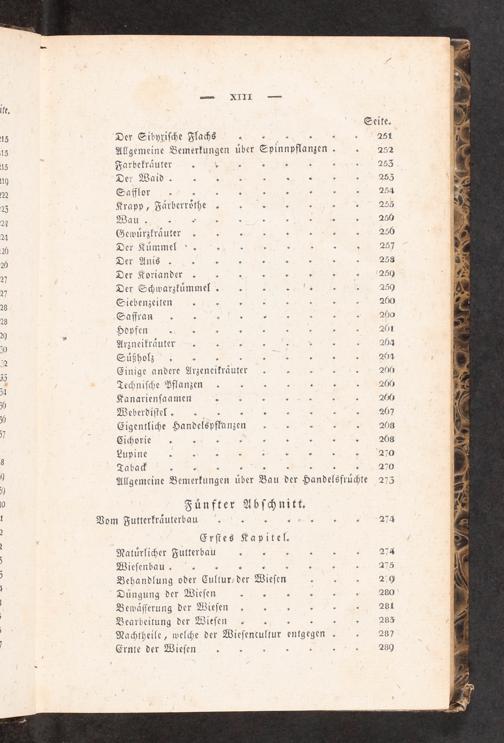 — XIII —
Seite.
Der Sibyrische Flachs . . . . . . 251
Allgemeine Bemerkungen über Spinnpflanzen . . 252
Farbekräuter . . . . . . . . 253
Der Waid . . . . . . . . . 253
Safflor . . . . . . . . . 254
Krapp, Färberröthe . . . . . . . 255
Wau . . . . . . . . . . 256
Gewürzkräuter . . . . . . . . 256
Der Kümmel . . . . . . . . 257
Der Anis . . . . . . . . . 258
Der Koriander . . . . . . . . 259
Der Schwarzkümmel . . . . . . . 259
Siebenzeiten . . . . . . . . 260
Saffran . . . . . . . . . 260
Hopfen . . . . . . . . . 261
Arzneikräuter . . . . . . . . 264
Süßholz . . . . . . . . . 264
Einige andere Arzeneikräuter . . . . . 266
Technische Pflanzen . . . . . . . 266
Kanariensaamen . . . . . . . . 266
Weberdistel . . . . . . . . . 267
Eigentliche Handelspflanzen . . . . . 268
Cichorie . . . . . . . . . 268
Lupine . . . . . . . . . 270
Taback . . . . . . . . . 270
Allgemeine Bemerkungen über Bau der Handelsfrüchte 273
Fünfter Abschnitt.
Vom Futterkräuterbau . . . . . . . 274
Erstes Kapitel.
Natürlicher Futterbau . . . . . . 274
Wiesenbau . . . . . . . . . 275
Behandlung oder Cultur der Wiesen . . .
Düngung der Wiesen . . . . . . 280
Bewässerung der Wiesen . . . . . . 281
Bearbeitung der Wiesen . . . . . . 285
Nachtheile, welche der Wiesencultur entgegen . . 287
Ernte der Wiesen . . . . . . . 289